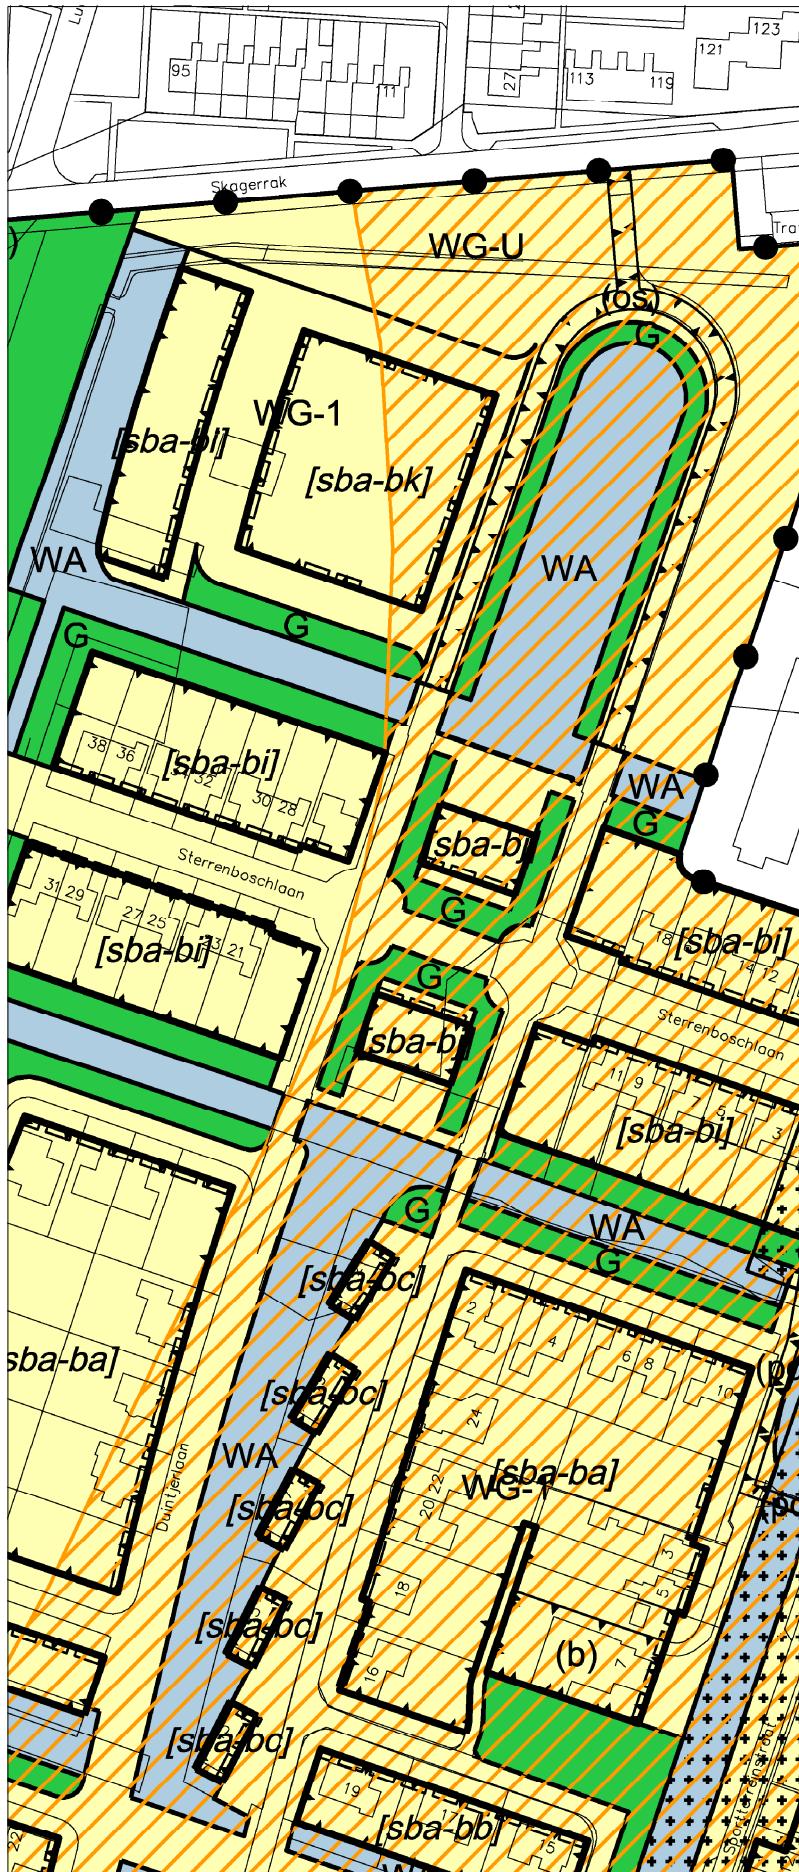 123
121
95
111
27
113
119
Skagerrak
WG-U
(os)
G
WG-1
[sba-bl]
[sba-bk]
WA
WA
G
G
[sba-bi]
38 36
32
30 28
WA
G
[sba-b
Sterrenboschlaan
31 29
27 25
23 21
[sba-bi]
G
[sba-bi]
18
14 12
G
[sba-b
Sterrenboschlaan
11 9
7 5
3
[sba-bi]
G
WA
G
[sba-bc]
2
4
6 8
10
sba-ba]
[sba-bc]
24
WA
Duintjerlaan
[sba-ba]
WG-1
20 22
[sba-bc]
3
5
18
[sba-bc]
(b)
7
16
[sba-bc]
Sportterreinstraat
19
17
15
[sba-bb]
22